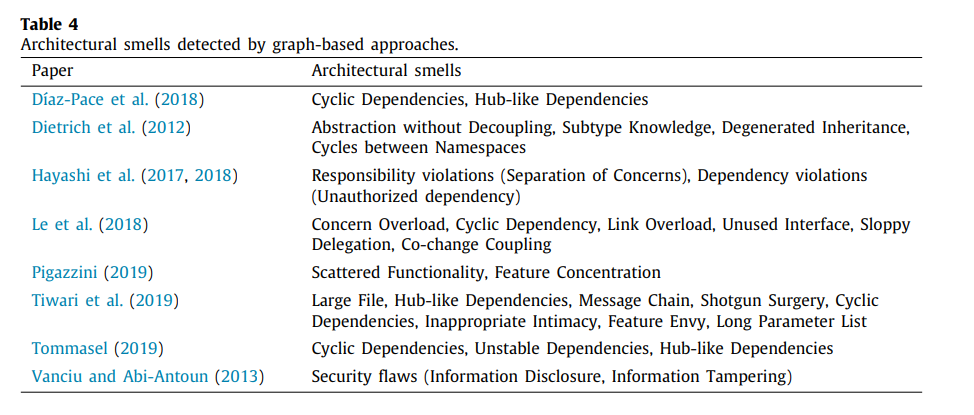 Table 4
Architectural smells detected by graph-based approaches.
Paper Architectural smells
Díaz-Pace et al. (2018) Cyclic Dependencies, Hub-like Dependencies
Dietrich et al. (2012) Abstraction without Decoupling, Subtype Knowledge, Degenerated Inheritance,
Cycles between Namespaces
Hayashi et al. (2017, 2018) Responsibility violations (Separation of Concerns), Dependency violations
(Unauthorized dependency)
Le et al. (2018) Concern Overload, Cyclic Dependency, Link Overload, Unused Interface, Sloppy
Delegation, Co-change Coupling
Pigazzini (2019) Scattered Functionality, Feature Concentration
Tiwari et al. (2019) Large File, Hub-like Dependencies, Message Chain, Shotgun Surgery, Cyclic
Dependencies, Inappropriate Intimacy, Feature Envy, Long Parameter List
Tommasel (2019) Cyclic Dependencies, Unstable Dependencies, Hub-like Dependencies
Vanciu and Abi-Antoun (2013) Security flaws (Information Disclosure, Information Tampering)